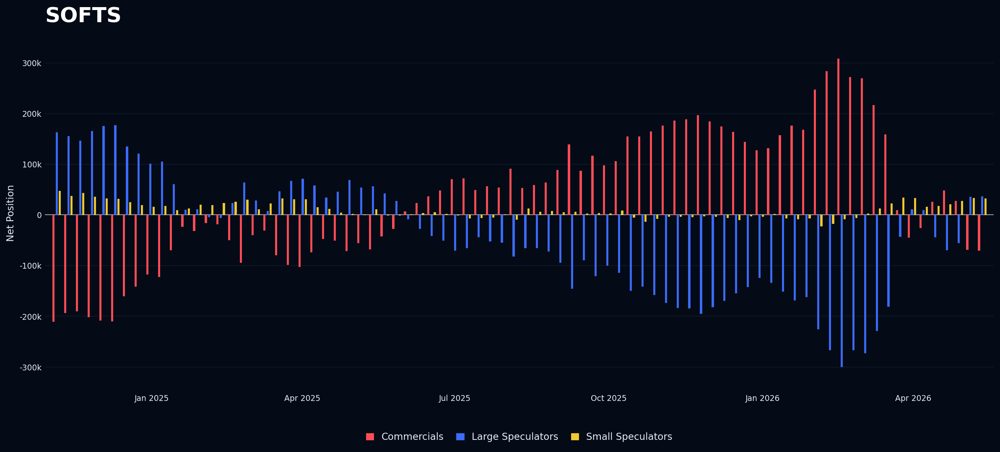 SOFTS
Net Position
300k
200k
100k
0
-100k
-200k
-300k
Jan 2025
Apr 2025
Jul 2025
Oct 2025
Jan 2026
Apr 2026
Commercials
Large Speculators
Small Speculators